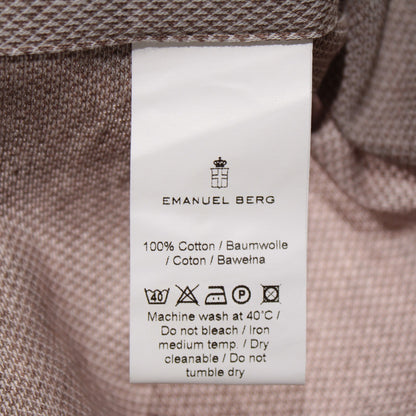 EMANUEL BERG
100% Cotton / Baumwolle
/ Coton / Bawełna
40 P
Machine wash at 40°C /
Do not bleach / Iron
medium temp. / Dry
cleanable / Do not
tumble dry